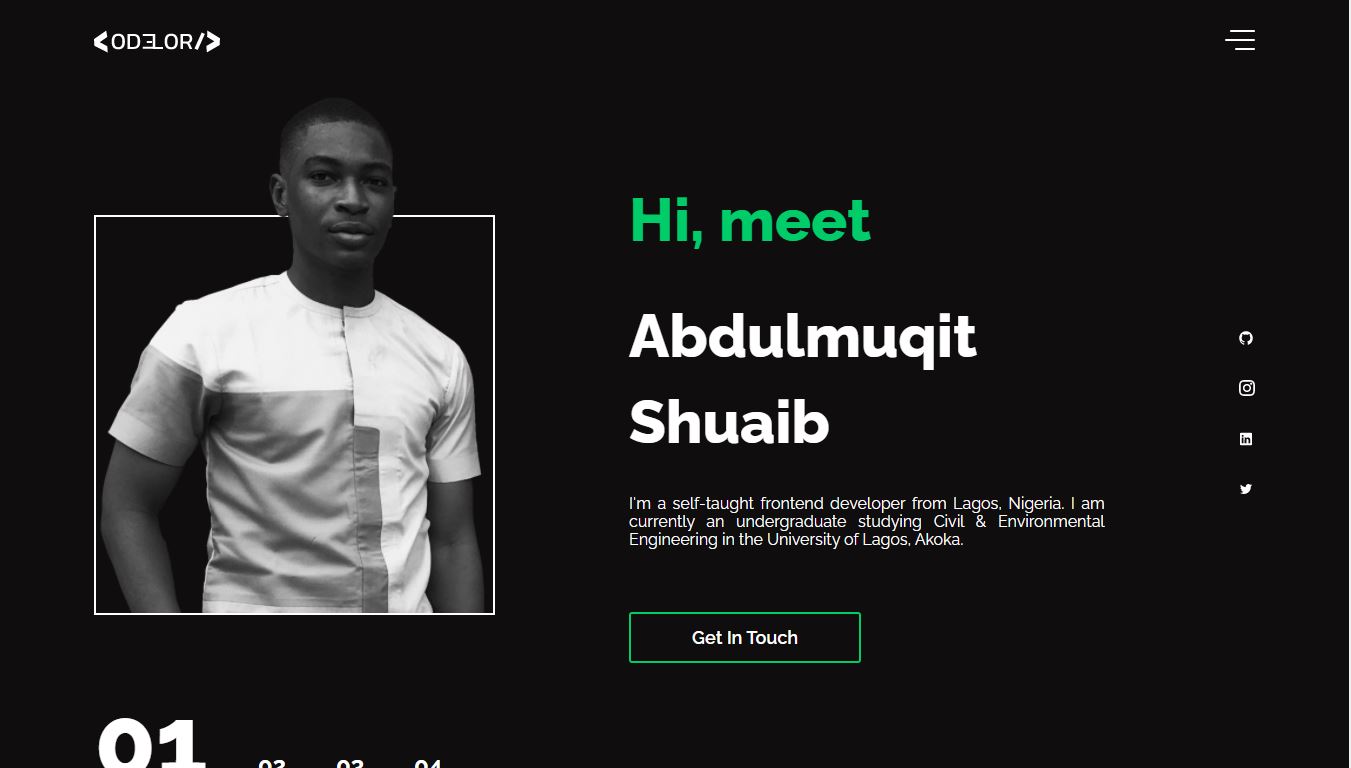 <ODELOR/>
Hi, meet
Abdulmuqit
Shuaib
I'm a self-taught frontend developer from Lagos, Nigeria. I am
currently an undergraduate studying Civil & Environmental
Engineering in the University of Lagos, Akoka.
Get In Touch
01 02 03 04